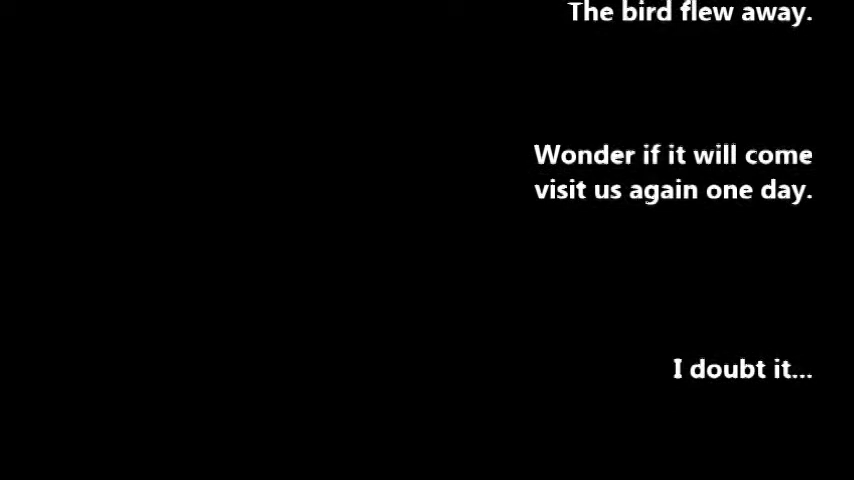 The bird flew away.
Wonder if it will come
visit us again one day.
I doubt it...